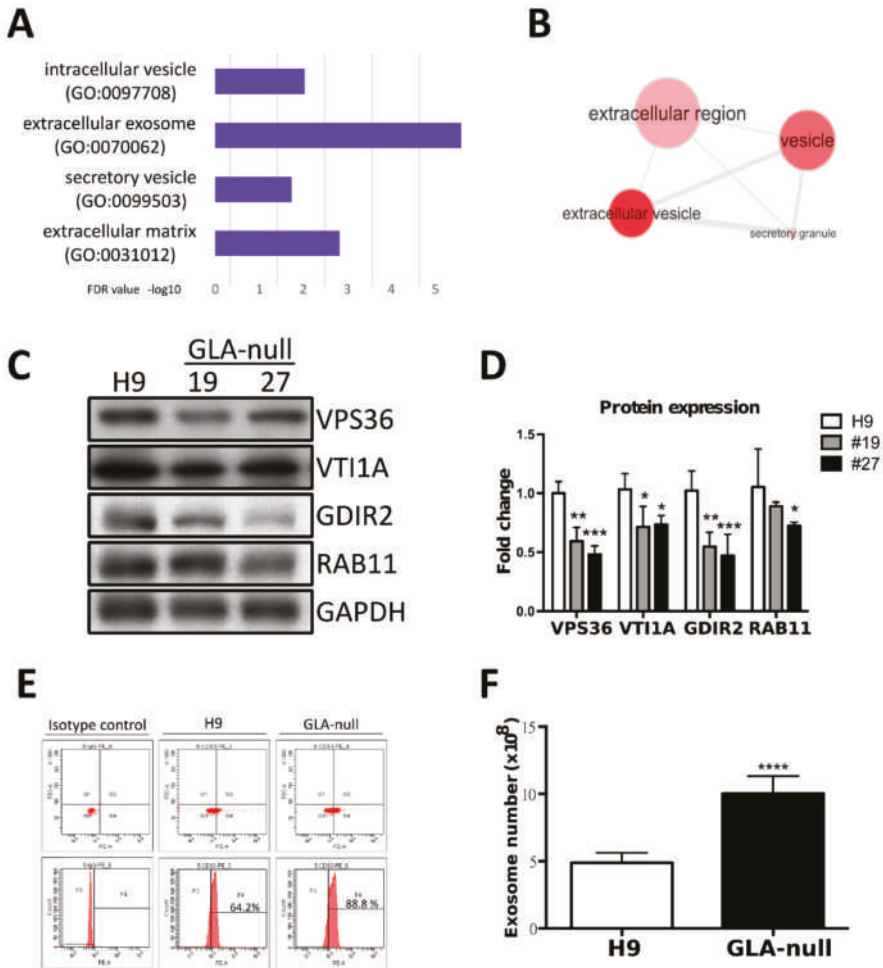 A
intracellular vesicle
(GO:0097708)
extracellular exosome
(GO:0070062)
secretory vesicle
(GO:0099503)
extracellular matrix
(GO:0031012)
FDR value -log10
0 1 2 3 4 5
B
extracellular region
vesicle
extracellular vesicle
secretory granule
C
GLA-null
H9 19 27
VPS36
VTI1A
GDIR2
RAB11
GAPDH
D
Protein expression
H9
#19
#27
Fold change
1.5
1.0
0.5
0.0
** *** * * ** *** *
VPS36 VTI1A GDIR2 RAB11
E
Isotype control H9 GLA-null
64.2%
88.8 %
F
Exosome number (x10⁸)
15
10
5
0
****
H9 GLA-null